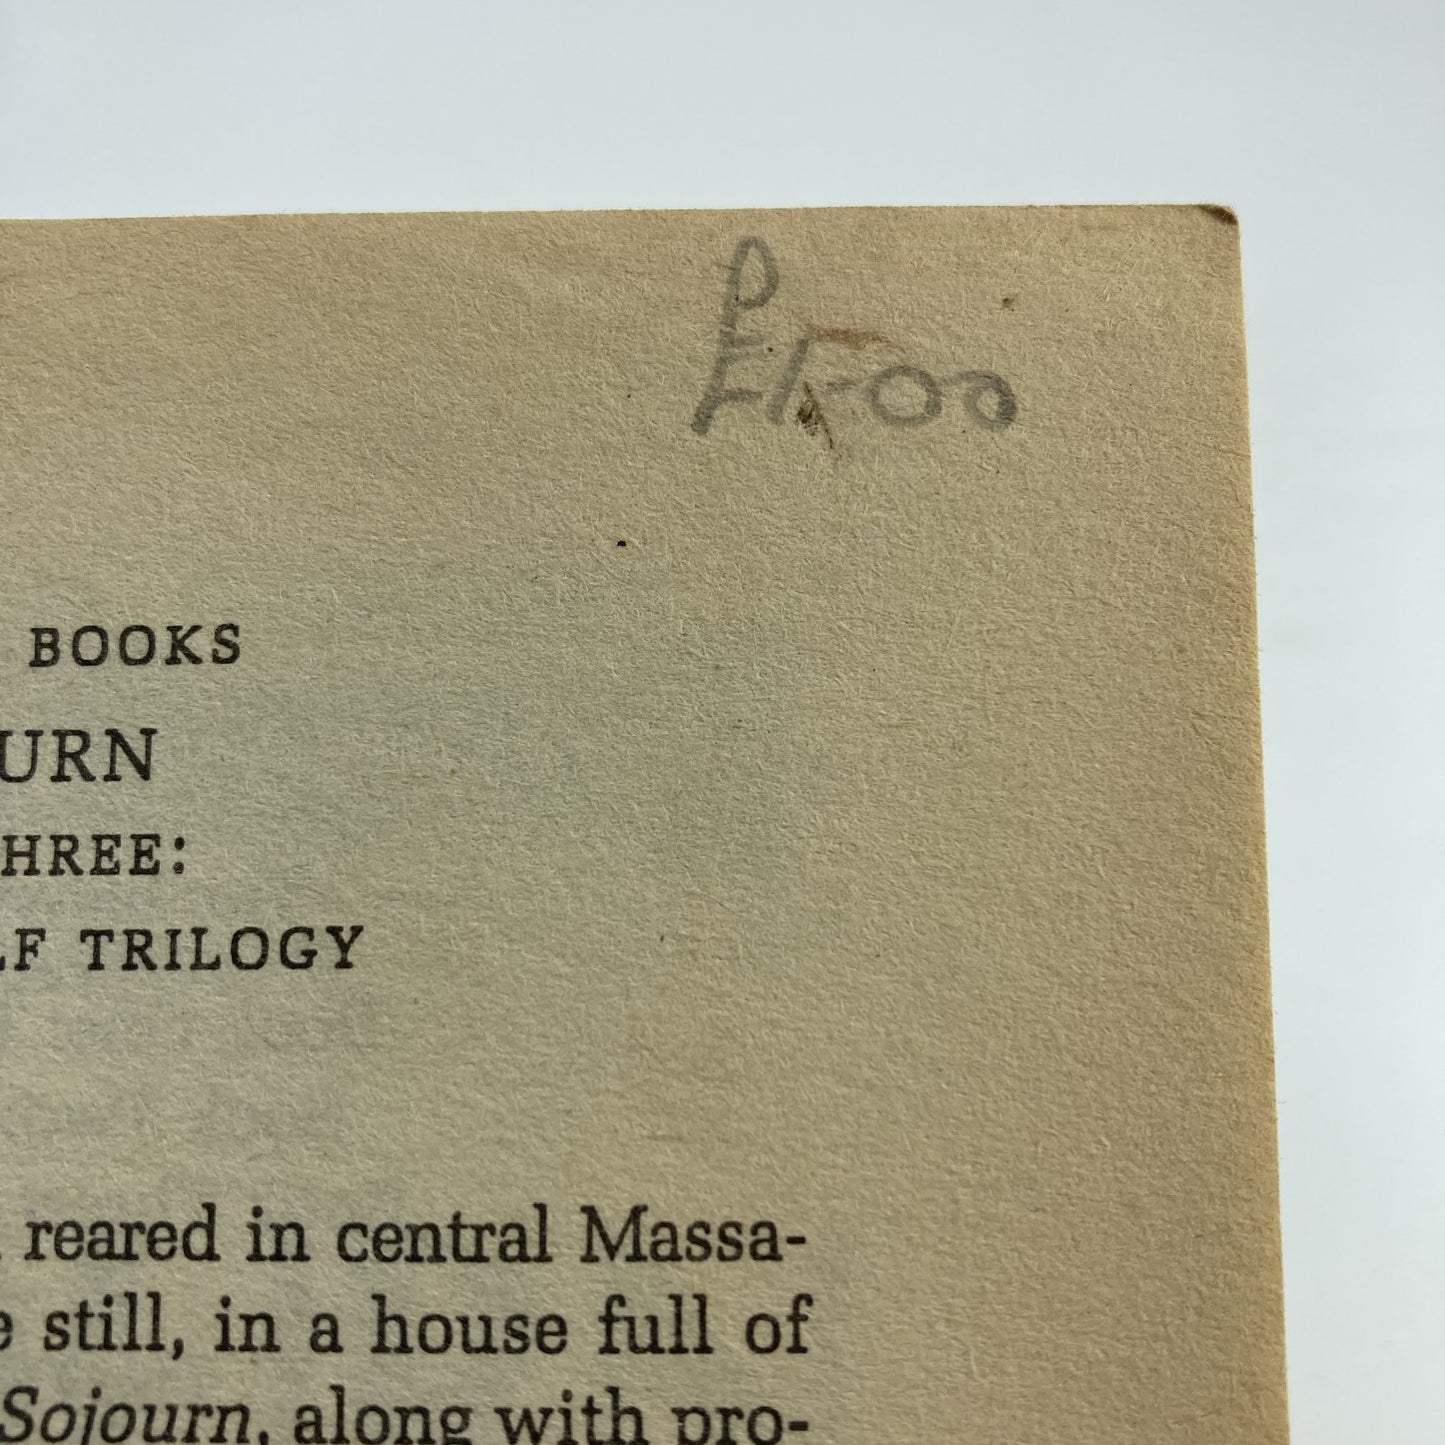 £1-00
BOOKS
URN
HREE:
LF TRILOGY
reared in central Massa-
e still, in a house full of
Sojourn, along with pro-